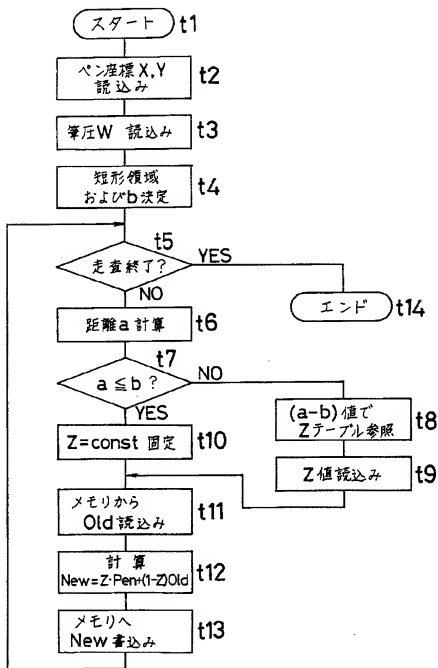 スタート t1
ペン座標X,Y
読込み
t2
筆圧W 読込み t3
短形領域
およびb決定
t4
t5
走査終了?
YES
NO
エンド t14
距離a計算 t6
t7
a≦b?
NO
YES
(a-b)値で
Zテーブル参照
t8
Z=const 固定 t10
Z値読込み t9
メモリから
Old 読込み
t11
計算
New=Z·Pen+(1-Z)Old
t12
メモリへ
New書込み
t13